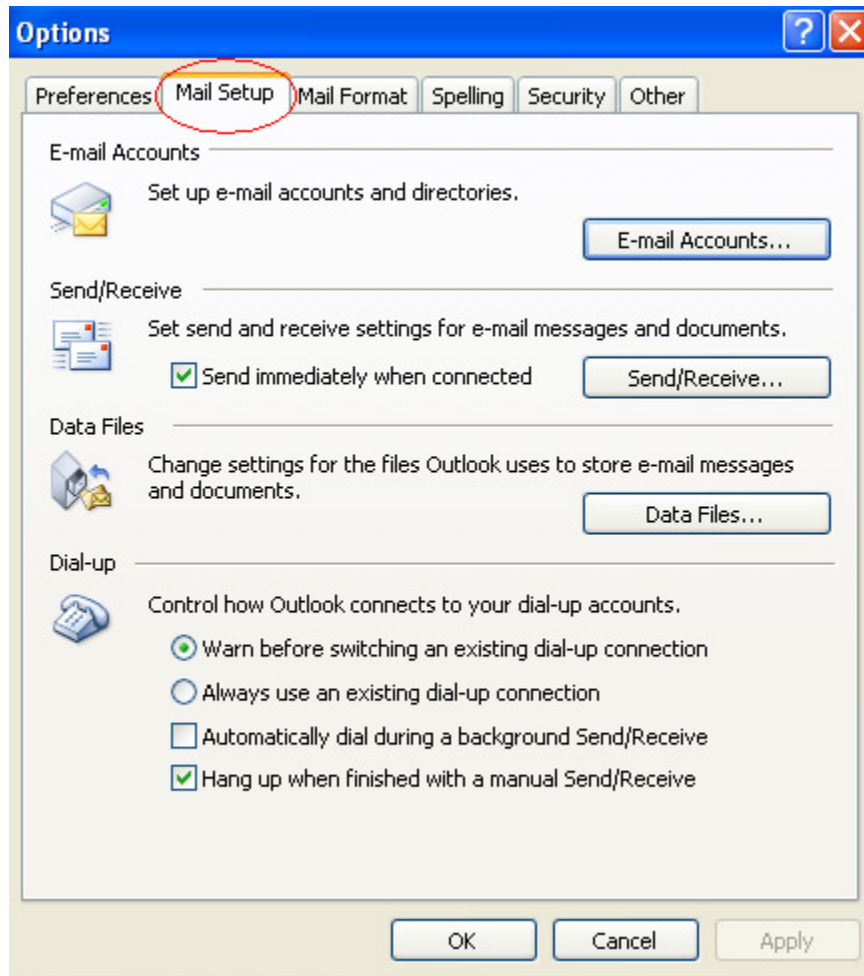 Options
Preferences Mail Setup Mail Format Spelling Security Other
E-mail Accounts
Set up e-mail accounts and directories.
E-mail Accounts...
Send/Receive
Set send and receive settings for e-mail messages and documents.
Send immediately when connected Send/Receive...
Data Files
Change settings for the files Outlook uses to store e-mail messages
and documents.
Data Files...
Dial-up
Control how Outlook connects to your dial-up accounts.
Warn before switching an existing dial-up connection
Always use an existing dial-up connection
Automatically dial during a background Send/Receive
Hang up when finished with a manual Send/Receive
OK Cancel Apply